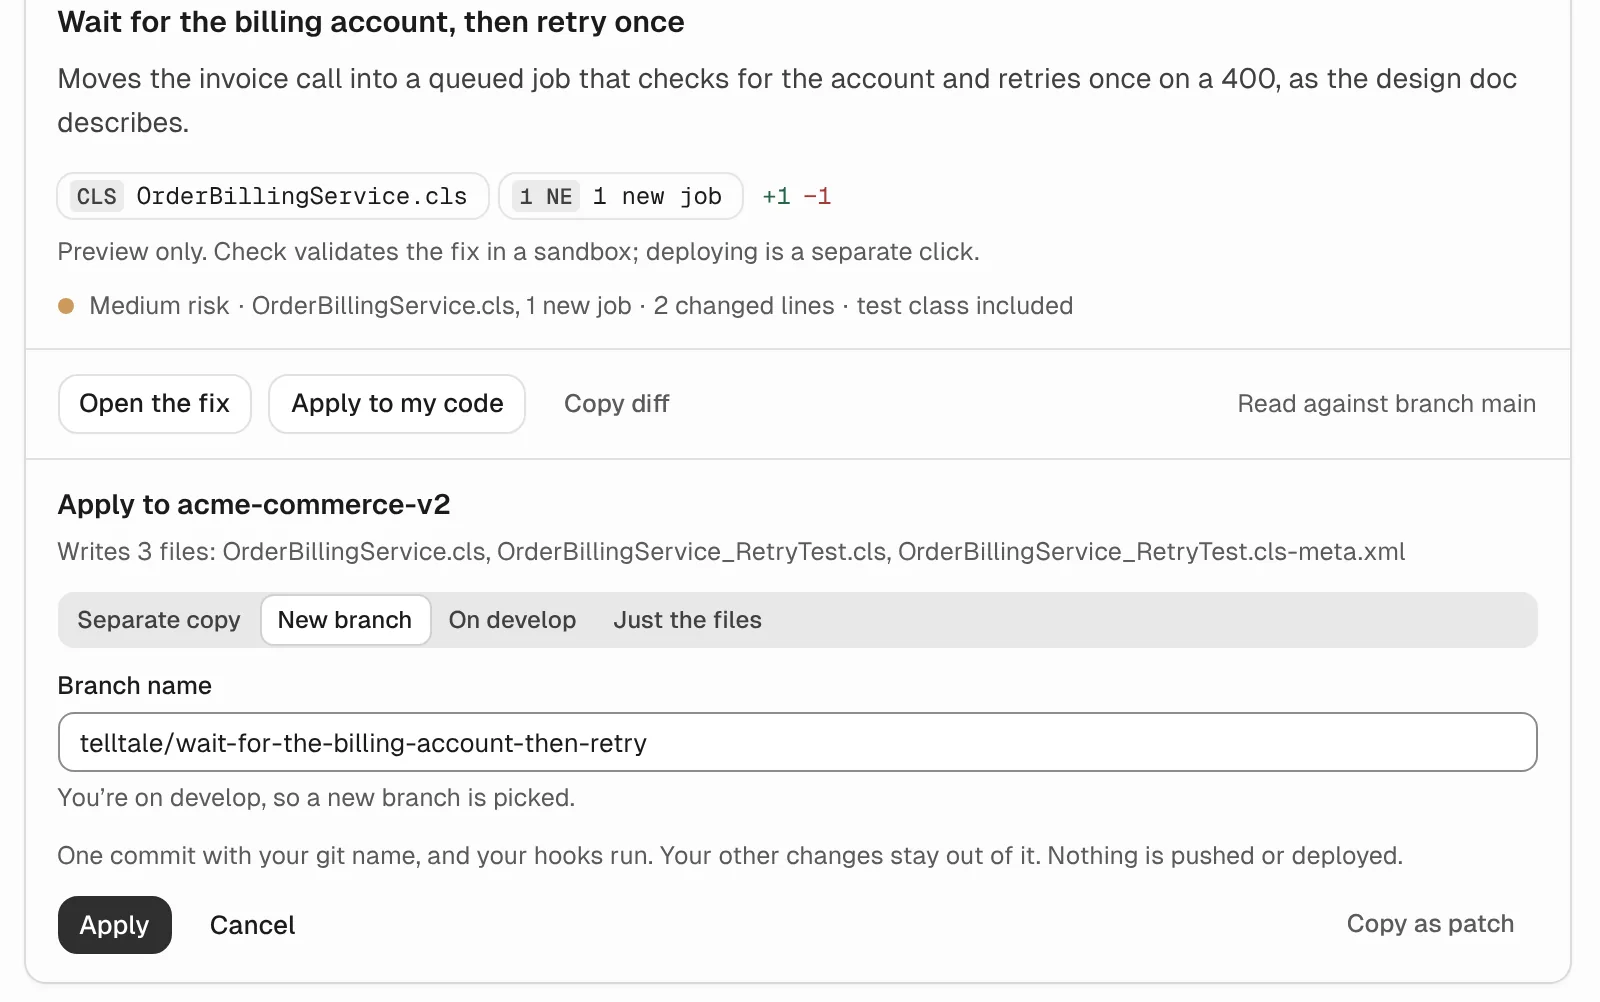 Wait for the billing account, then retry once
Moves the invoice call into a queued job that checks for the account and retries once on a 400, as the design doc
describes.
CLS OrderBillingService.cls 1 NE 1 new job +1 −1
Preview only. Check validates the fix in a sandbox; deploying is a separate click.
Medium risk · OrderBillingService.cls, 1 new job · 2 changed lines · test class included
Open the fix Apply to my code Copy diff Read against branch main
Apply to acme-commerce-v2
Writes 3 files: OrderBillingService.cls, OrderBillingService_RetryTest.cls, OrderBillingService_RetryTest.cls-meta.xml
Separate copy New branch On develop Just the files
Branch name
telltale/wait-for-the-billing-account-then-retry
You’re on develop, so a new branch is picked.
One commit with your git name, and your hooks run. Your other changes stay out of it. Nothing is pushed or deployed.
Apply Cancel Copy as patch